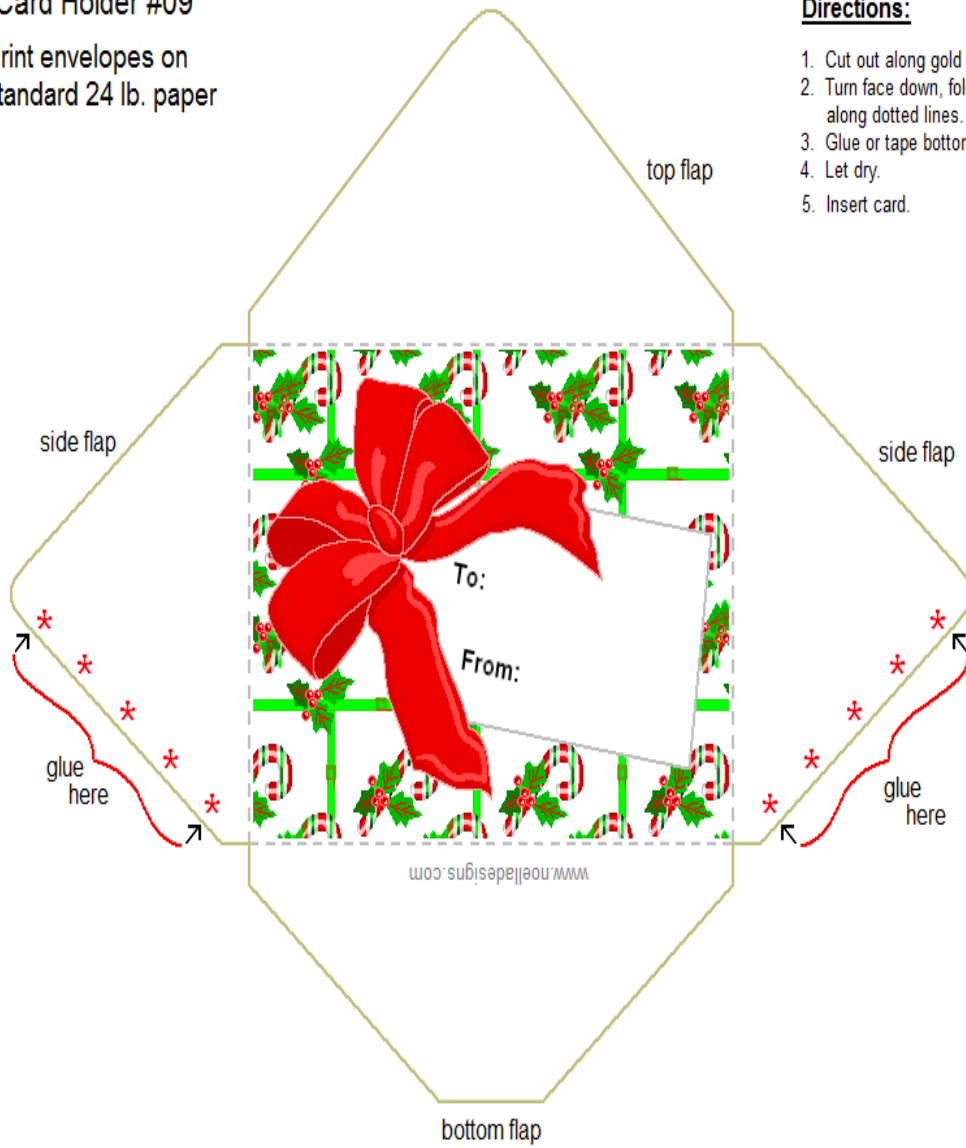 Card Holder #09
rint envelopes on
tandard 24 lb. paper
Directions:
1. Cut out along gold
2. Turn face down, fol
along dotted lines.
3. Glue or tape bottor
4. Let dry.
5. Insert card.
top flap
side flap
side flap
To:
From:
*
*
*
*
*
*
*
*
*
*
glue
here
glue
here
www.noelladesigns.com
bottom flap